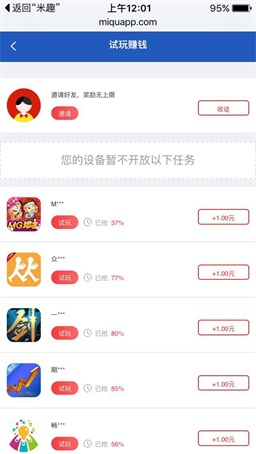 返回“米趣”
上午12:01
95%
miquapp.com
试玩赚钱
邀请好友，奖励无上限
邀请
收徒
您的设备暂不开放以下任务
M***
试玩 已抢 37%
+1.00元
MG
众***
试玩 已抢 77%
+1.00元
一***
试玩 已抢 80%
+1.00元
剑
期***
试玩 已抢 85%
+1.00元
畅***
试玩 已抢 56%
+1.00元